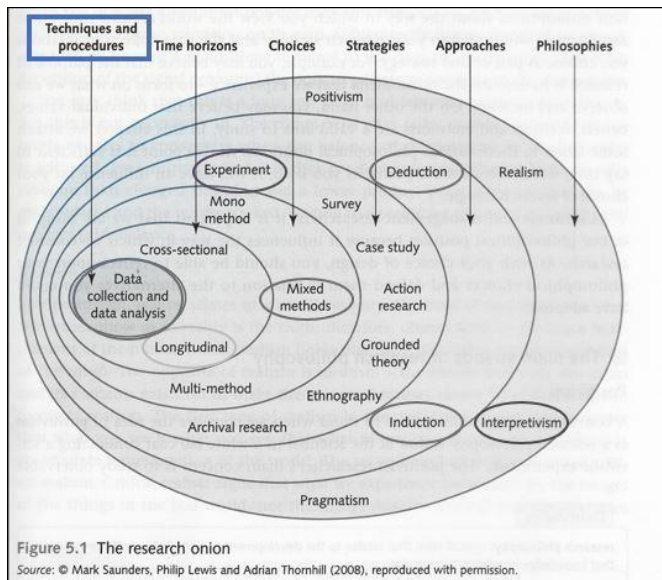 Techniques and
procedures
Time horizons
Choices
Strategies
Approaches
Philosophies
Positivism
Experiment
Deduction
Realism
Mono
method
Survey
Cross-sectional
Case study
Data
collection and
data analysis
Mixed
methods
Action
research
Longitudinal
Grounded
theory
Multi-method
Ethnography
Archival research
Induction
Interpretivism
Pragmatism
Figure 5.1 The research onion
Source: © Mark Saunders, Philip Lewis and Adrian Thornhill (2008), reproduced with permission.